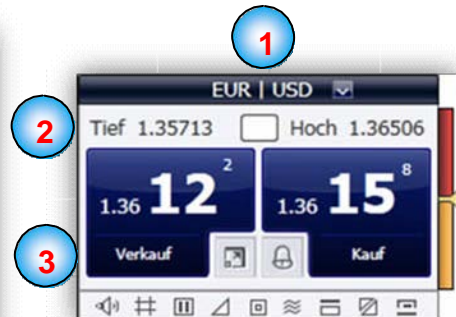 1
EUR | USD
2
Tief 1.35713 Hoch 1.36506
1.36 12 2 1.36 15 8
3
Verkauf Kauf